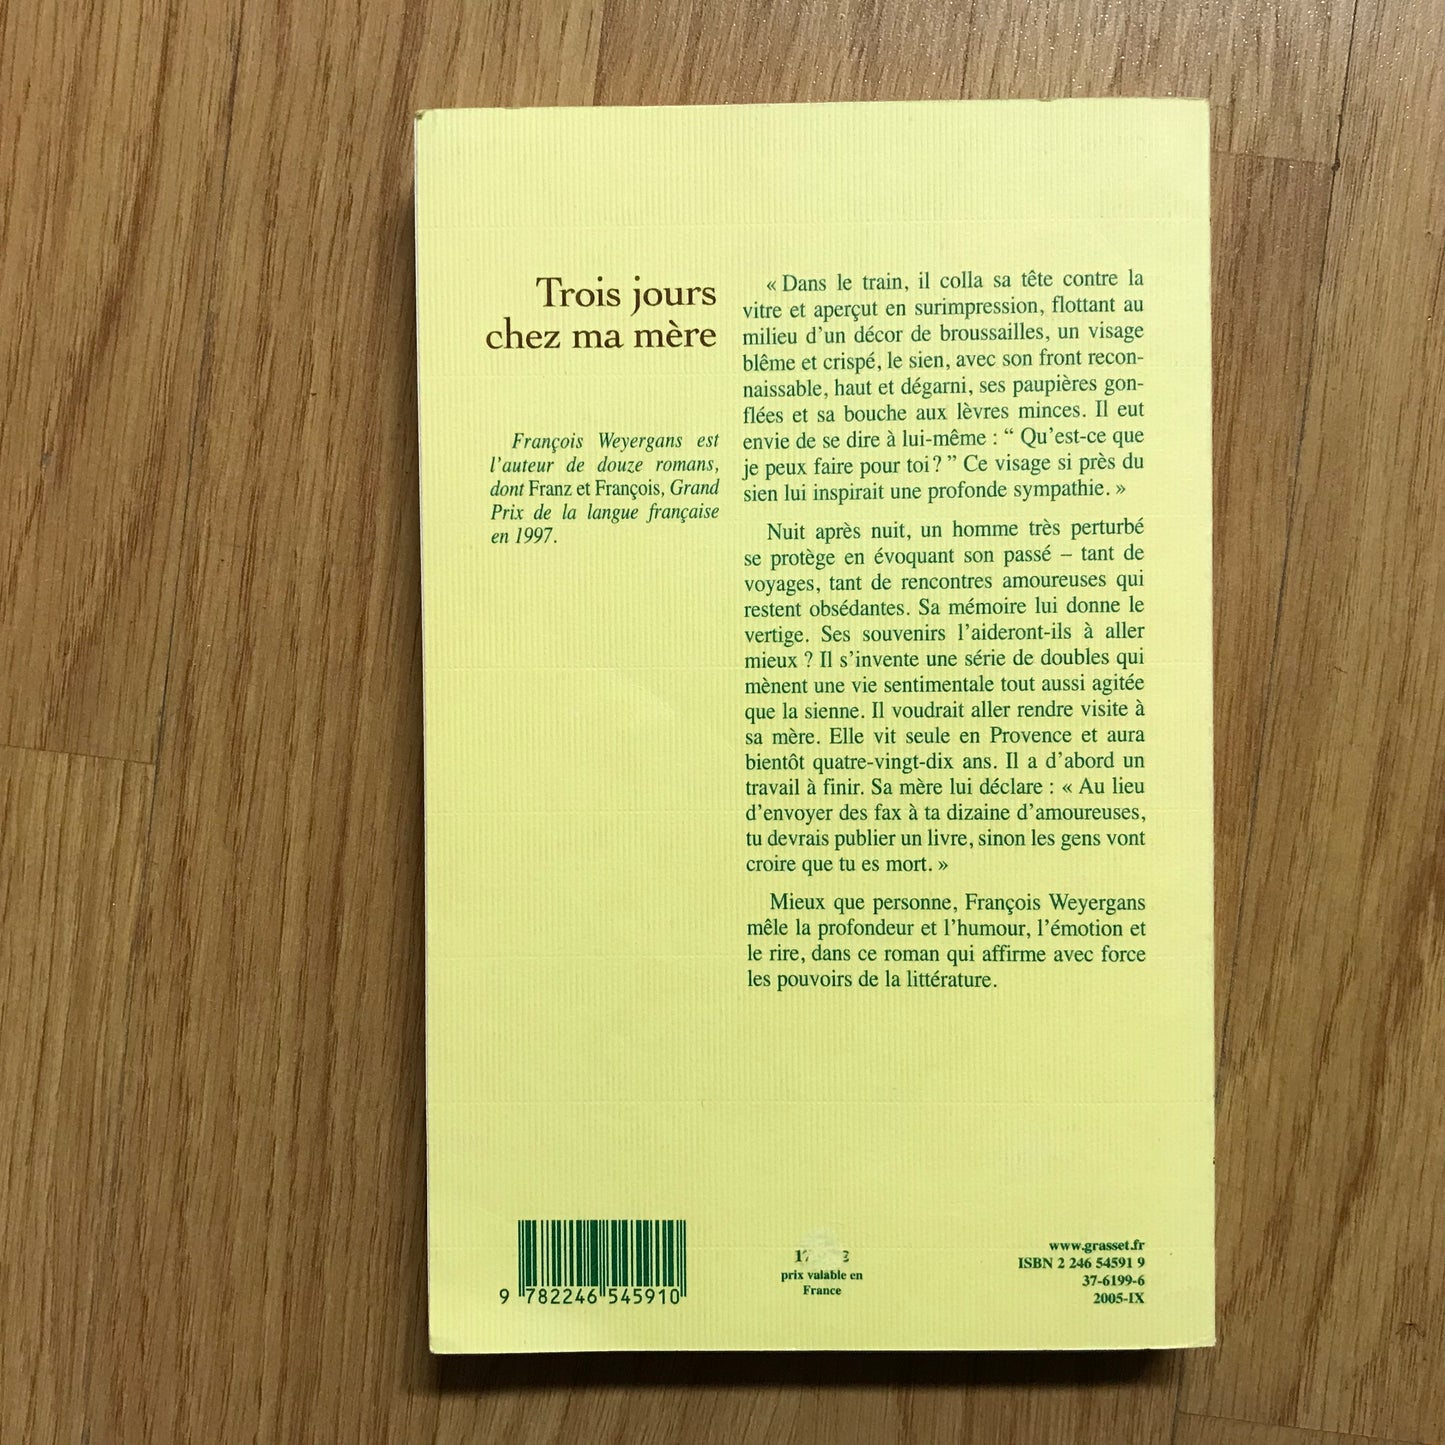 Trois jours
chez ma mère
François Weyergans est
l'auteur de douze romans,
dont Franz et François, Grand
Prix de la langue française
en 1997.
« Dans le train, il colla sa tête contre la
vitre et aperçut en surimpression, flottant au
milieu d'un décor de broussailles, un visage
blême et crispé, le sien, avec son front recon-
naissable, haut et dégarni, ses paupières gon-
flées et sa bouche aux lèvres minces. Il eut
envie de se dire à lui-même : “ Qu'est-ce que
je peux faire pour toi ? ” Ce visage si près du
sien lui inspirait une profonde sympathie. »
Nuit après nuit, un homme très perturbé
se protège en évoquant son passé – tant de
voyages, tant de rencontres amoureuses qui
restent obsédantes. Sa mémoire lui donne le
vertige. Ses souvenirs l'aideront-ils à aller
mieux ? Il s'invente une série de doubles qui
mènent une vie sentimentale tout aussi agitée
que la sienne. Il voudrait aller rendre visite à
sa mère. Elle vit seule en Provence et aura
bientôt quatre-vingt-dix ans. Il a d'abord un
travail à finir. Sa mère lui déclare : « Au lieu
d'envoyer des fax à ta dizaine d'amoureuses,
tu devrais publier un livre, sinon les gens vont
croire que tu es mort. »
Mieux que personne, François Weyergans
mêle la profondeur et l'humour, l'émotion et
le rire, dans ce roman qui affirme avec force
les pouvoirs de la littérature.
9 782246 545910
prix valable en
France
www.grasset.fr
ISBN 2 246 54591 9
37-6199-6
2005-IX